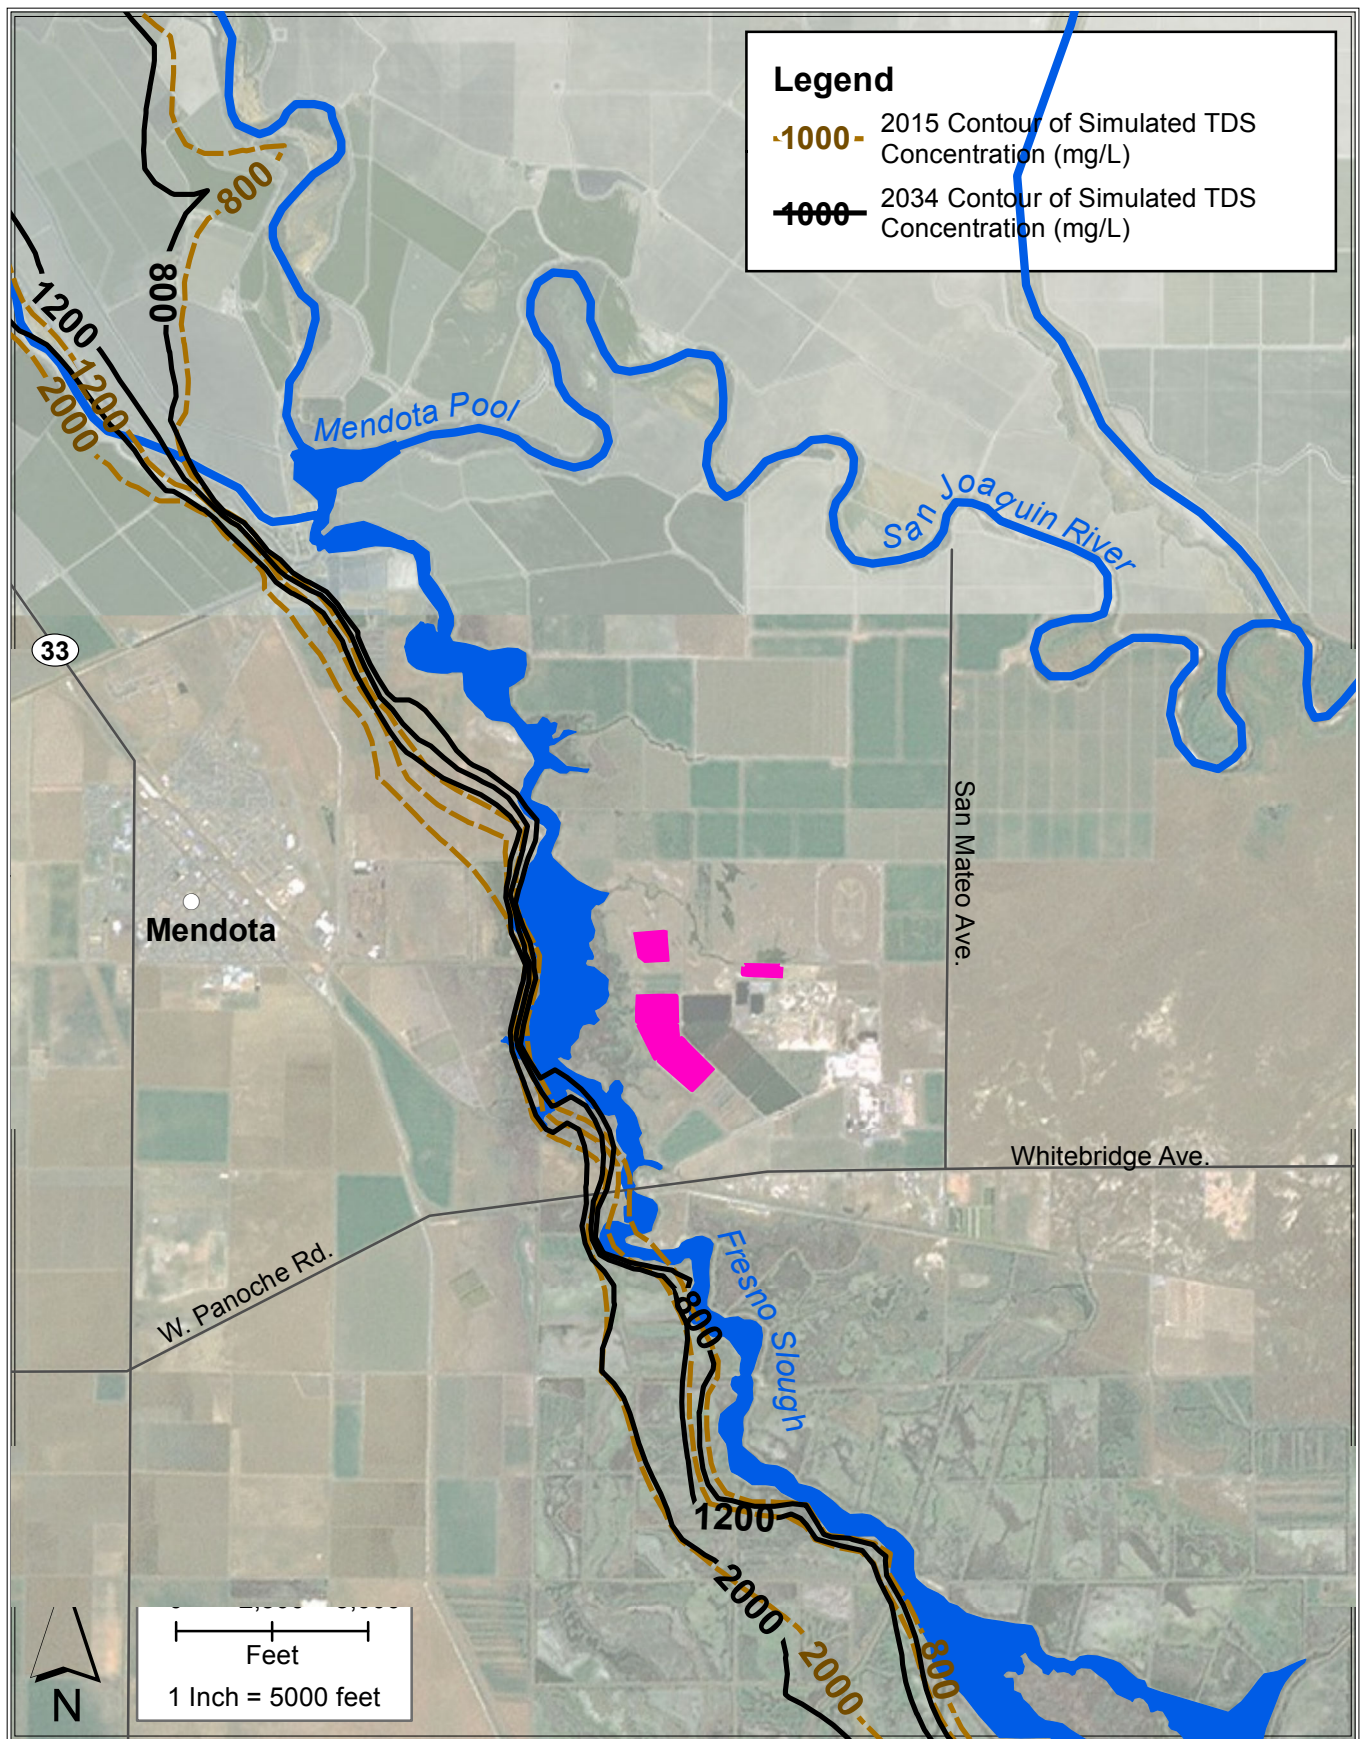 Legend
1000
2015 Contour of Simulated TDS
Concentration (mg/L)
1000
2034 Contour of Simulated TDS
Concentration (mg/L)
800
800
1200
1200
2000
Mendota Pool
San Joaquin River
33
San Mateo Ave.
Mendota
Whitebridge Ave.
W. Panoche Rd.
Fresno Slough
800
1200
2000
2000
800
Feet
1 Inch = 5000 feet
N